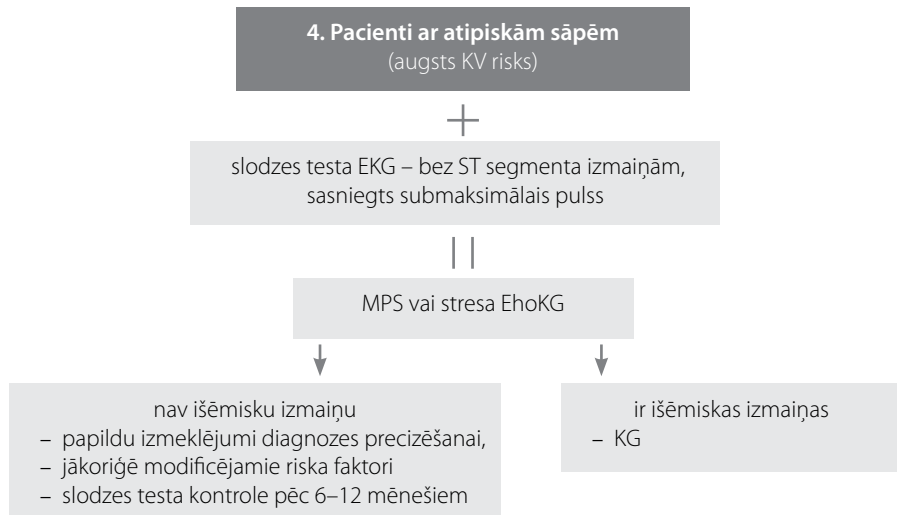 4. Pacienti ar atipiskām sāpēm
(augsts KV risks)
+
slodzes testa EKG – bez ST segmenta izmaiņām,
sasniegts submaksimālais pulss
MPS vai stresa EhoKG
nav išēmisku izmaiņu
– papildu izmeklējumi diagnozes precizēšanai,
– jākoriģē modificējamie riska faktori
– slodzes testa kontrole pēc 6–12 mēnešiem
ir išēmiskas izmaiņas
– KG